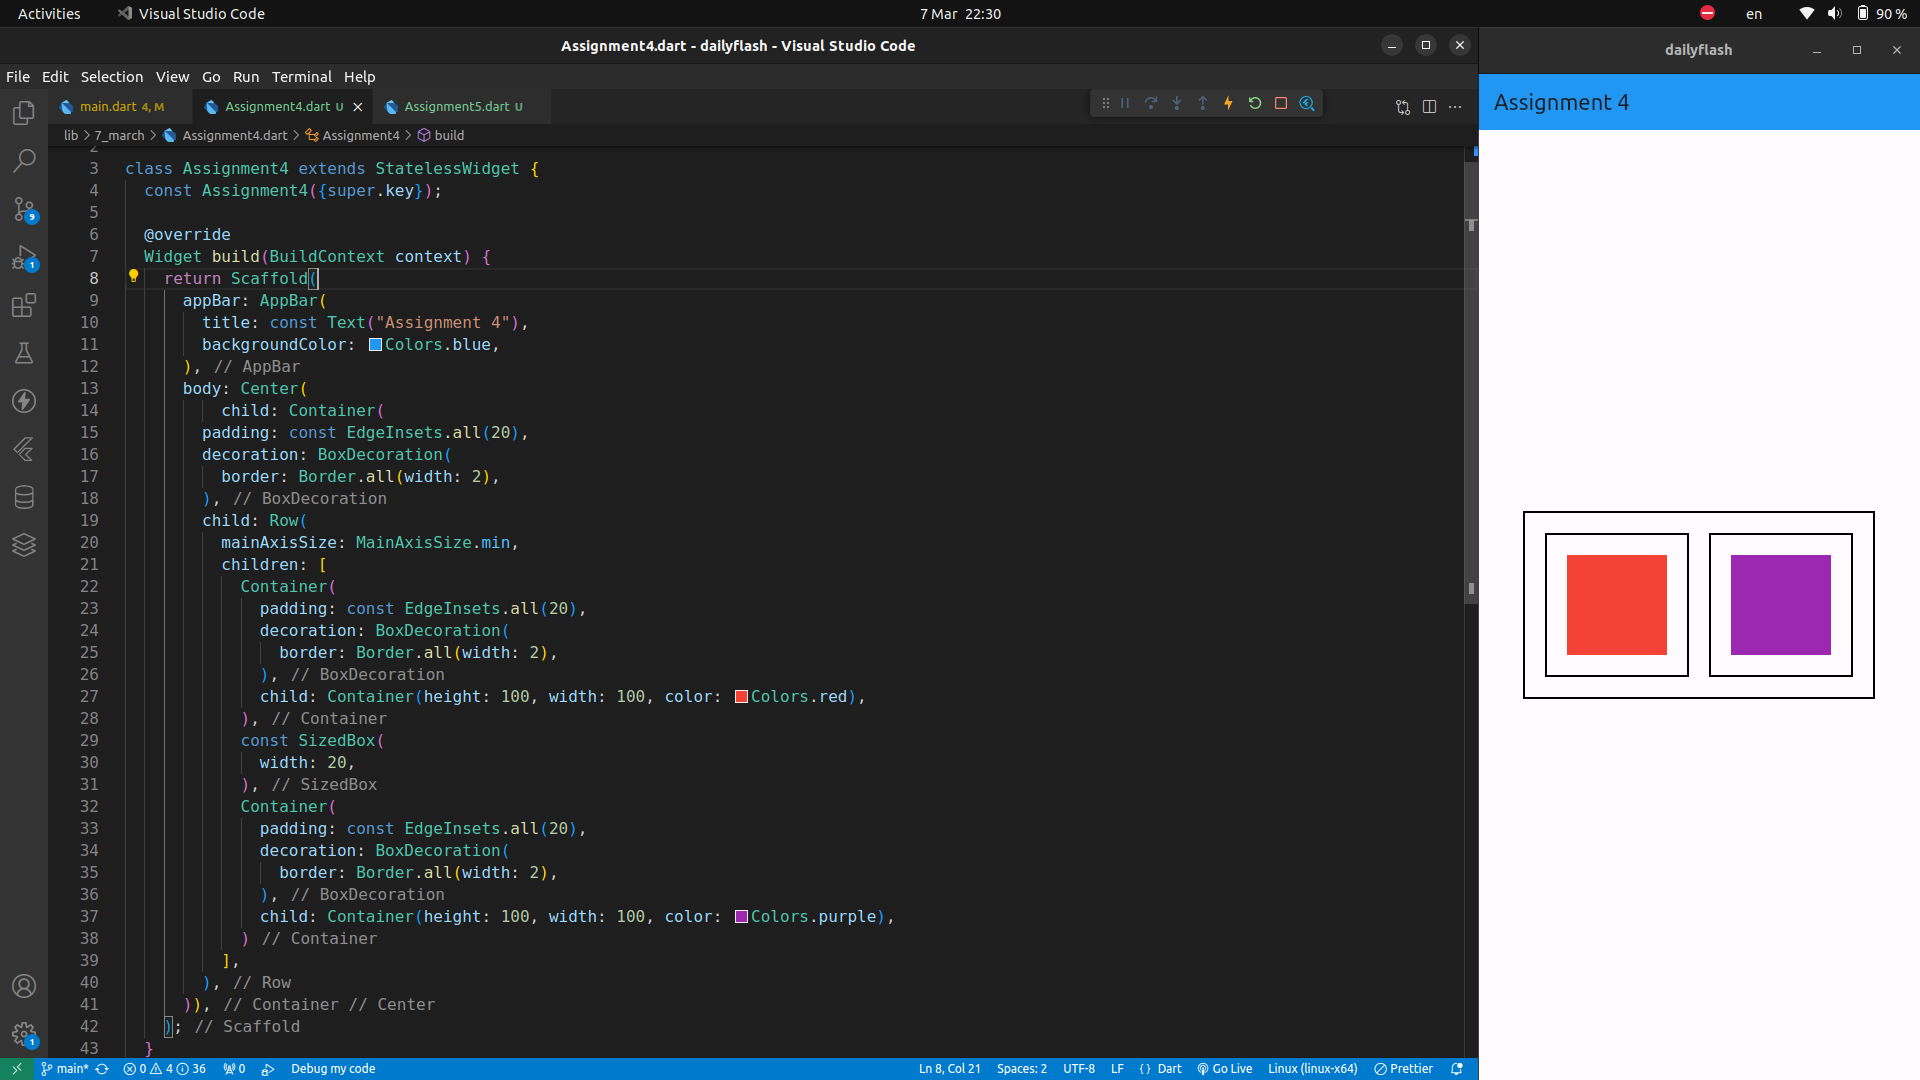 Activities
Visual Studio Code
7 Mar 22:30
en
90 %
Assignment4.dart - dailyflash - Visual Studio Code
dailyflash
File Edit Selection View Go Run Terminal Help
main.dart 4, M
Assignment4.dart U
Assignment5.dart U
lib > 7_march > Assignment4.dart > Assignment4 > build
Assignment 4
2
3 class Assignment4 extends StatelessWidget {
4 const Assignment4({super.key});
5
6 @override
7 Widget build(BuildContext context) {
8 return Scaffold(
9 appBar: AppBar(
10 title: const Text("Assignment 4"),
11 backgroundColor: Colors.blue,
12 ), // AppBar
13 body: Center(
14 child: Container(
15 padding: const EdgeInsets.all(20),
16 decoration: BoxDecoration(
17 border: Border.all(width: 2),
18 ), // BoxDecoration
19 child: Row(
20 mainAxisSize: MainAxisSize.min,
21 children: [
22 Container(
23 padding: const EdgeInsets.all(20),
24 decoration: BoxDecoration(
25 border: Border.all(width: 2),
26 ), // BoxDecoration
27 child: Container(height: 100, width: 100, color: Colors.red),
28 ), // Container
29 const SizedBox(
30 width: 20,
31 ), // SizedBox
32 Container(
33 padding: const EdgeInsets.all(20),
34 decoration: BoxDecoration(
35 border: Border.all(width: 2),
36 ), // BoxDecoration
37 child: Container(height: 100, width: 100, color: Colors.purple),
38 ) // Container
39 ],
40 ), // Row
41 )), // Container // Center
42 ); // Scaffold
43 }
9
1
1
main* 0 4 36 0 Debug my code Ln 8, Col 21 Spaces: 2 UTF-8 LF {} Dart Go Live Linux (linux-x64) Prettier